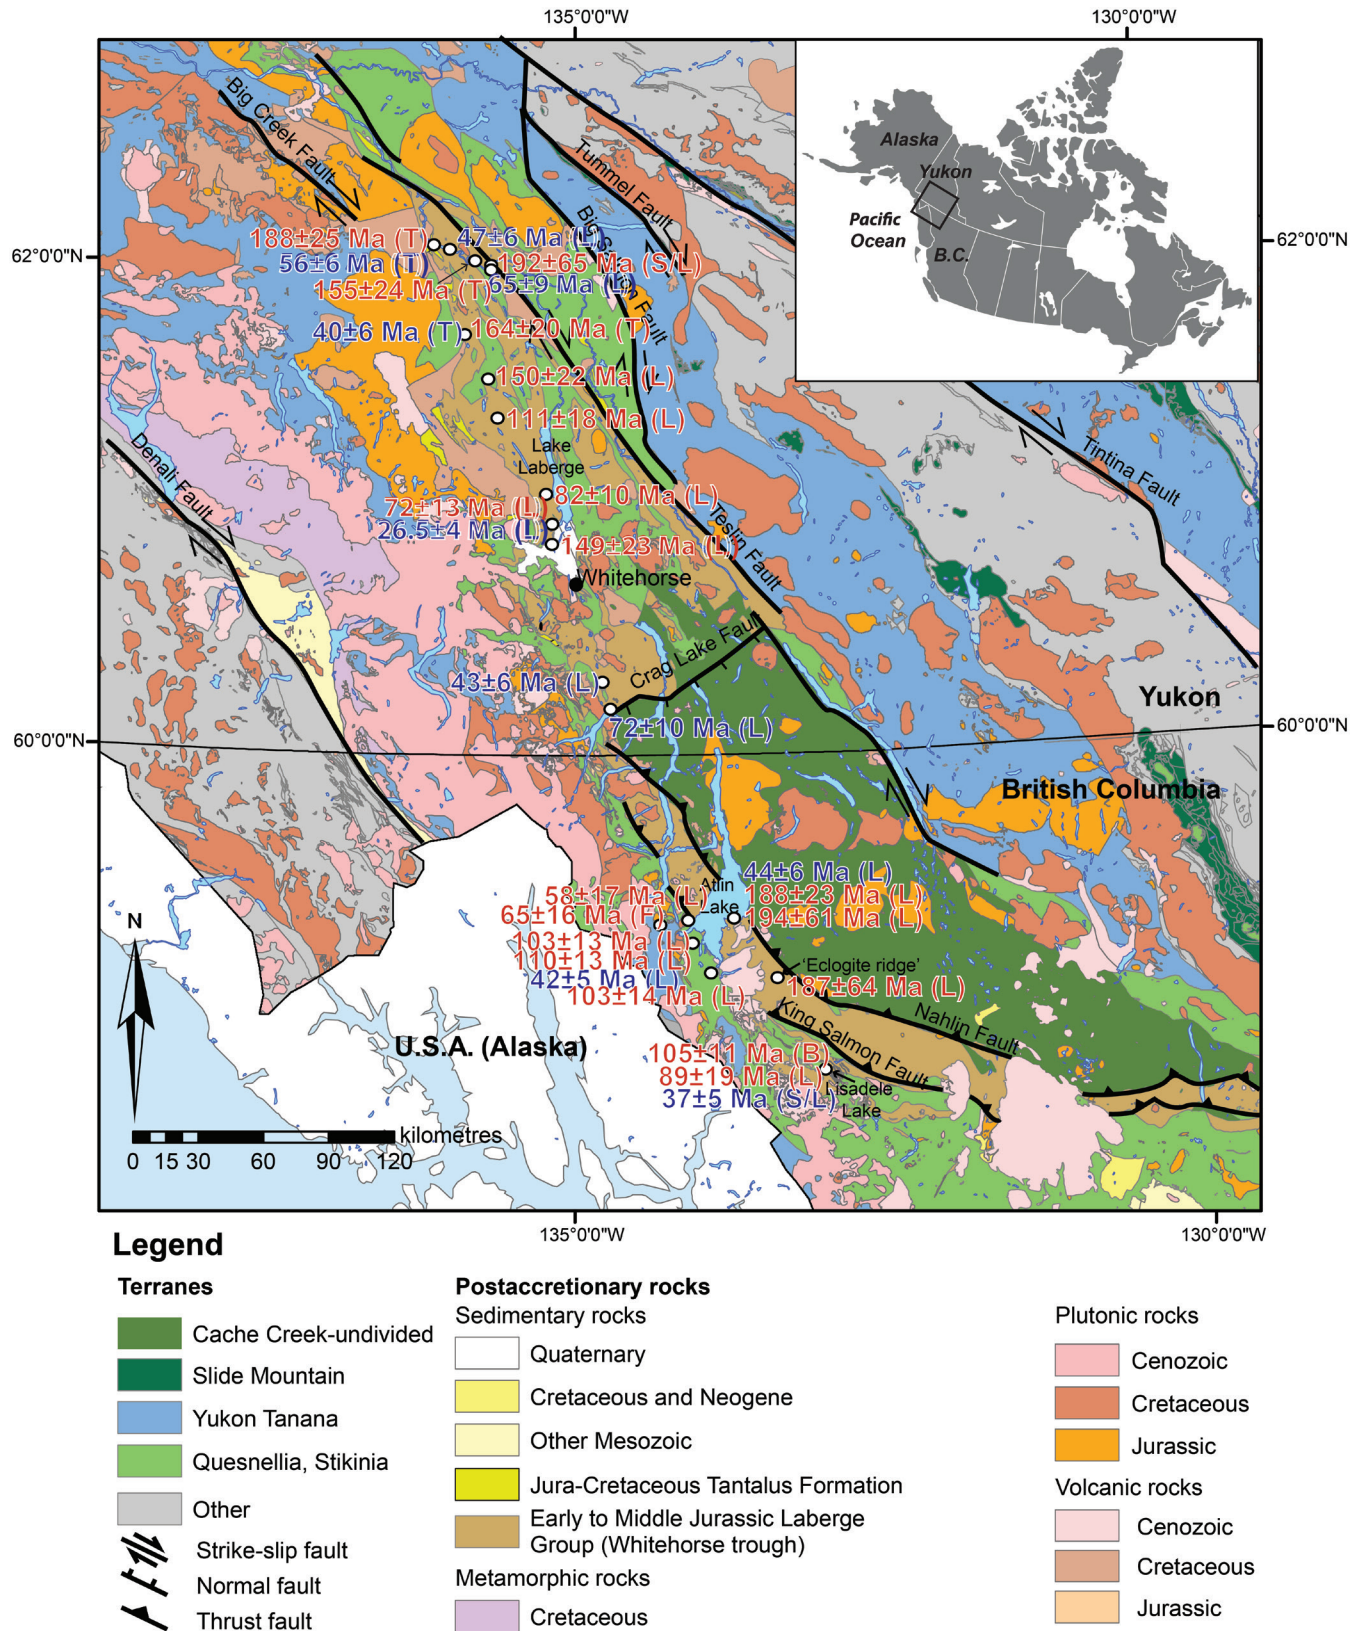 135°0'0"W
130°0'0"W
Big Creek Fault
Tummel Fault
Big Salmon Fault
Alaska
Yukon
Pacific
Ocean
B.C.
62°0'0"N
62°0'0"N
188±25 Ma (T)
47±6 Ma (L)
56±6 Ma (T)
192±65 Ma (S/L)
155±24 Ma (T)
65±9 Ma (L)
40±6 Ma (T)
164±20 Ma (T)
150±22 Ma (L)
111±18 Ma (L)
Lake
Laberge
Denali Fault
Tintina Fault
82±10 Ma (L)
72±13 Ma (L)
26.5±4 Ma (L)
149±23 Ma (L)
Teslin Fault
Whitehorse
Crag Lake Fault
43±6 Ma (L)
72±10 Ma (L)
Yukon
60°0'0"N
60°0'0"N
British Columbia
44±6 Ma (L)
58±17 Ma (L)
Atlin
Lake
188±23 Ma (L)
65±16 Ma (F)
194±61 Ma (L)
103±13 Ma (L)
110±13 Ma (L)
42±5 Ma (L)
'Eclogite ridge'
103±14 Ma (L)
187±64 Ma (L)
Nahlin Fault
King Salmon Fault
N
U.S.A. (Alaska)
105±11 Ma (B)
89±19 Ma (L)
37±5 Ma (S/L)
Lisadele
Lake
kilometres
0 15 30 60 90 120
135°0'0"W
130°0'0"W
Legend
Terranes
Cache Creek-undivided
Slide Mountain
Yukon Tanana
Quesnellia, Stikinia
Other
Strike-slip fault
Normal fault
Thrust fault
Postaccretionary rocks
Sedimentary rocks
Quaternary
Cretaceous and Neogene
Other Mesozoic
Jura-Cretaceous Tantalus Formation
Early to Middle Jurassic Laberge
Group (Whitehorse trough)
Metamorphic rocks
Cretaceous
Plutonic rocks
Cenozoic
Cretaceous
Jurassic
Volcanic rocks
Cenozoic
Cretaceous
Jurassic